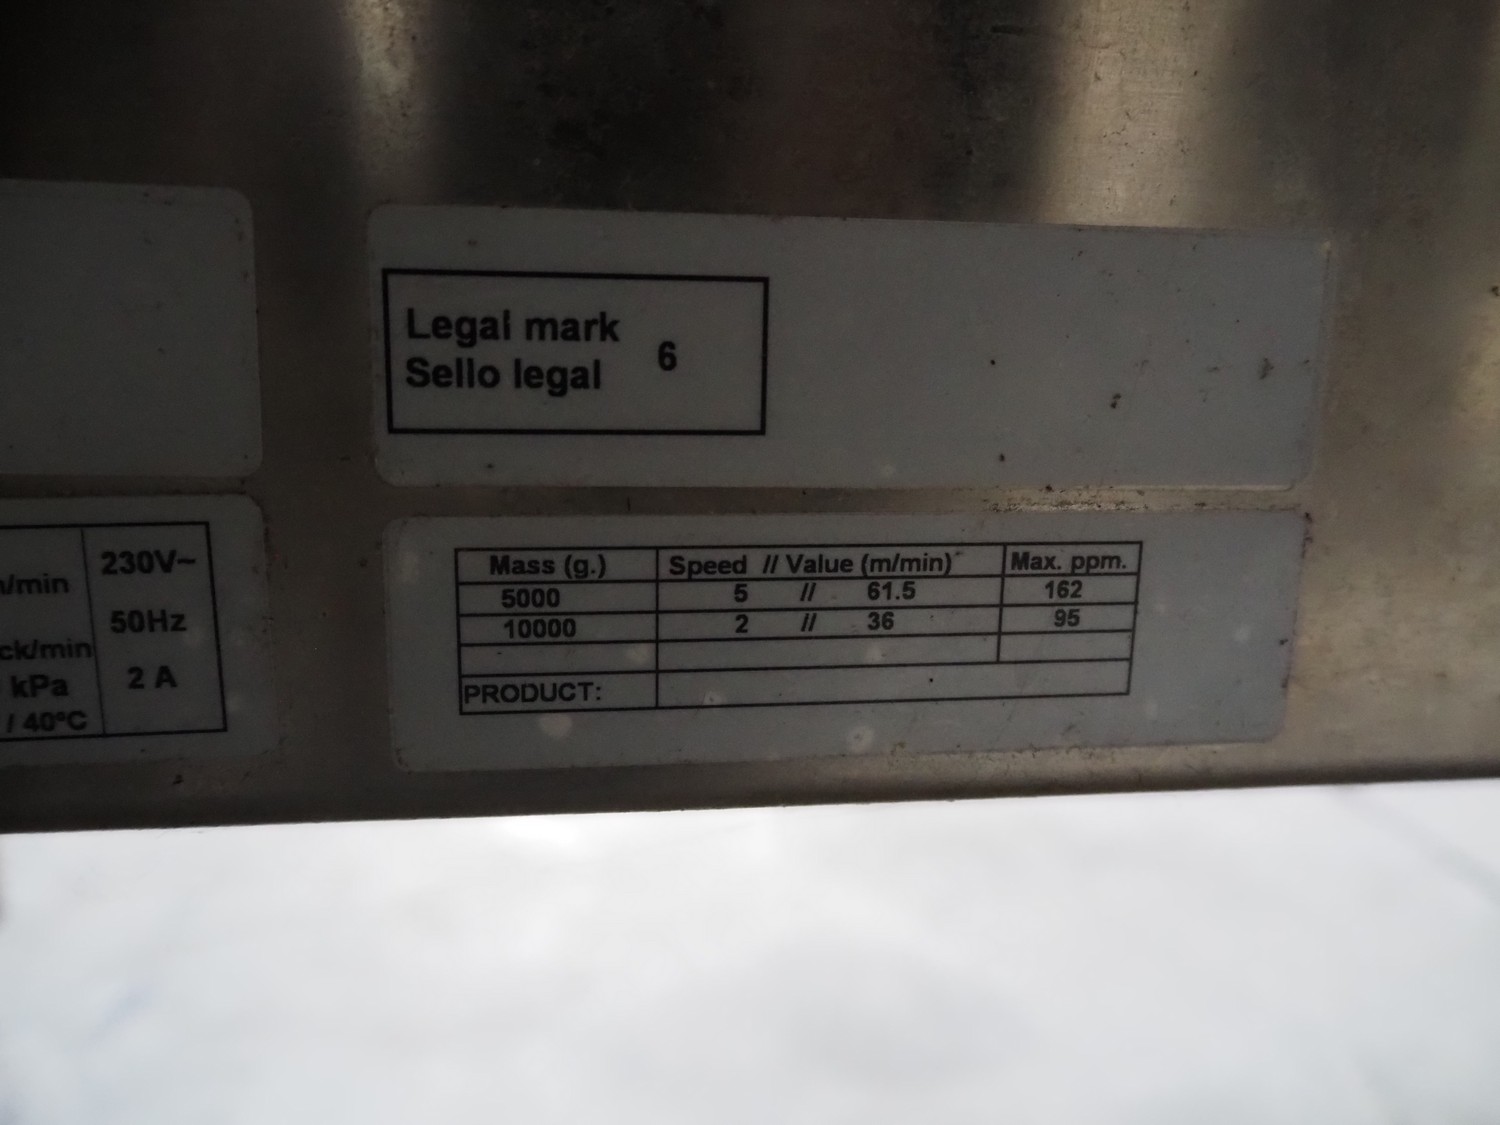 Legal mark 6
Sello legal
/min 230V~
50Hz
ck/min
kPa 2 A
/ 40°C
Mass (g.) Speed // Value (m/min) Max. ppm.
5000 5 // 61.5 162
10000 2 // 36 95
PRODUCT: